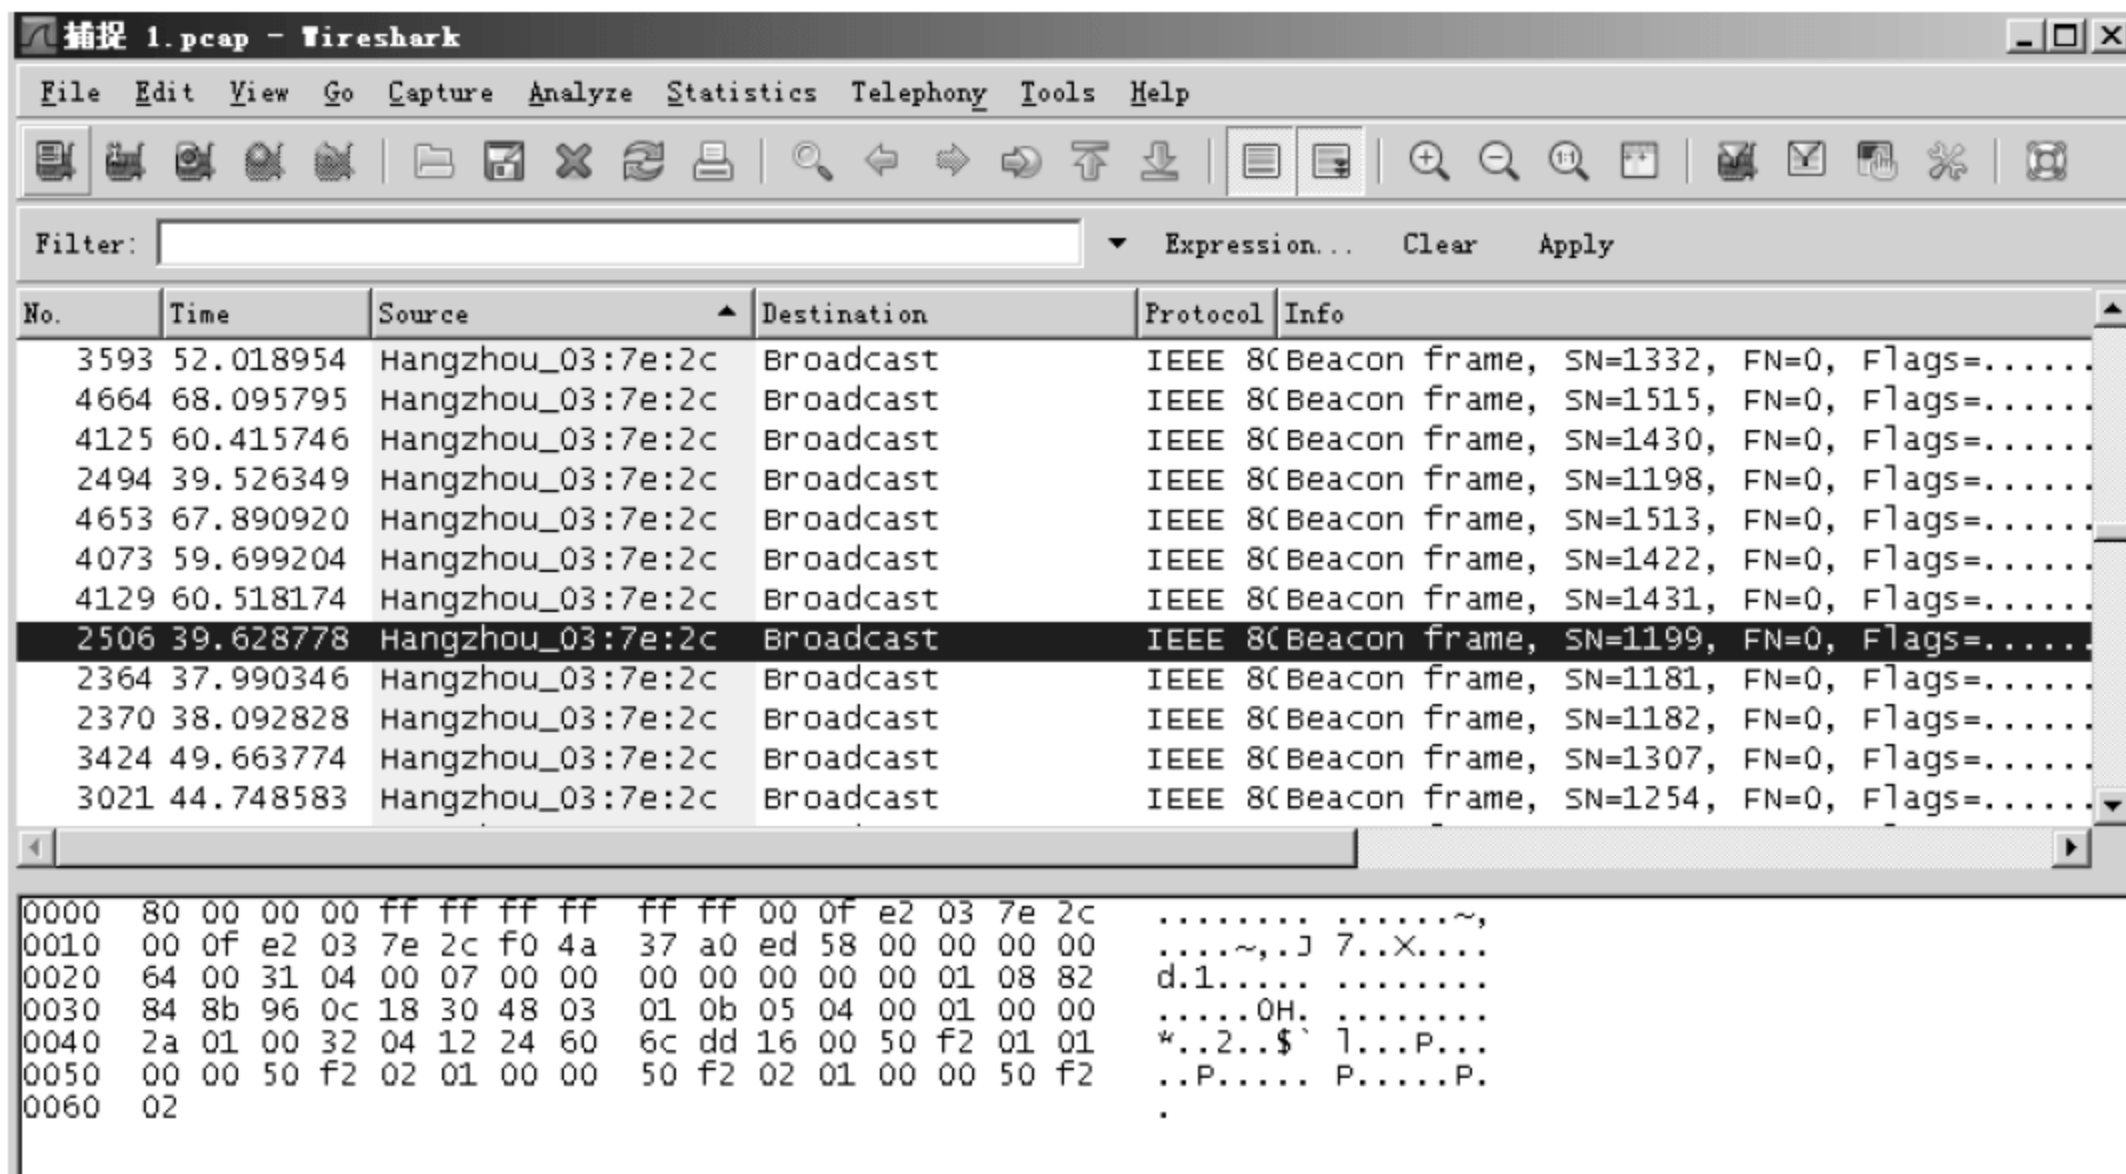 捕捉 1.pcap - Wireshark
File Edit View Go Capture Analyze Statistics Telephony Tools Help
Filter: Expression... Clear Apply
No. Time Source Destination Protocol Info
3593 52.018954 Hangzhou_03:7e:2c Broadcast IEEE 80 Beacon frame, SN=1332, FN=0, Flags=......
4664 68.095795 Hangzhou_03:7e:2c Broadcast IEEE 80 Beacon frame, SN=1515, FN=0, Flags=......
4125 60.415746 Hangzhou_03:7e:2c Broadcast IEEE 80 Beacon frame, SN=1430, FN=0, Flags=......
2494 39.526349 Hangzhou_03:7e:2c Broadcast IEEE 80 Beacon frame, SN=1198, FN=0, Flags=......
4653 67.890920 Hangzhou_03:7e:2c Broadcast IEEE 80 Beacon frame, SN=1513, FN=0, Flags=......
4073 59.699204 Hangzhou_03:7e:2c Broadcast IEEE 80 Beacon frame, SN=1422, FN=0, Flags=......
4129 60.518174 Hangzhou_03:7e:2c Broadcast IEEE 80 Beacon frame, SN=1431, FN=0, Flags=......
2506 39.628778 Hangzhou_03:7e:2c Broadcast IEEE 80 Beacon frame, SN=1199, FN=0, Flags=......
2364 37.990346 Hangzhou_03:7e:2c Broadcast IEEE 80 Beacon frame, SN=1181, FN=0, Flags=......
2370 38.092828 Hangzhou_03:7e:2c Broadcast IEEE 80 Beacon frame, SN=1182, FN=0, Flags=......
3424 49.663774 Hangzhou_03:7e:2c Broadcast IEEE 80 Beacon frame, SN=1307, FN=0, Flags=......
3021 44.748583 Hangzhou_03:7e:2c Broadcast IEEE 80 Beacon frame, SN=1254, FN=0, Flags=......
0000 80 00 00 00 ff ff ff ff ff ff 00 0f e2 03 7e 2c ........ ......~,
0010 00 0f e2 03 7e 2c f0 4a 37 a0 ed 58 00 00 00 00 ....~,.J 7..X....
0020 64 00 31 04 00 07 00 00 00 00 00 00 00 01 08 82 d.1..... ........
0030 84 8b 96 0c 18 30 48 03 01 0b 05 04 00 01 00 00 .....0H. ........
0040 2a 01 00 32 04 12 24 60 6c dd 16 00 50 f2 01 01 *..2..$` l...P...
0050 00 00 50 f2 02 01 00 00 50 f2 02 01 00 00 50 f2 ..P..... P.....P.
0060 02 .